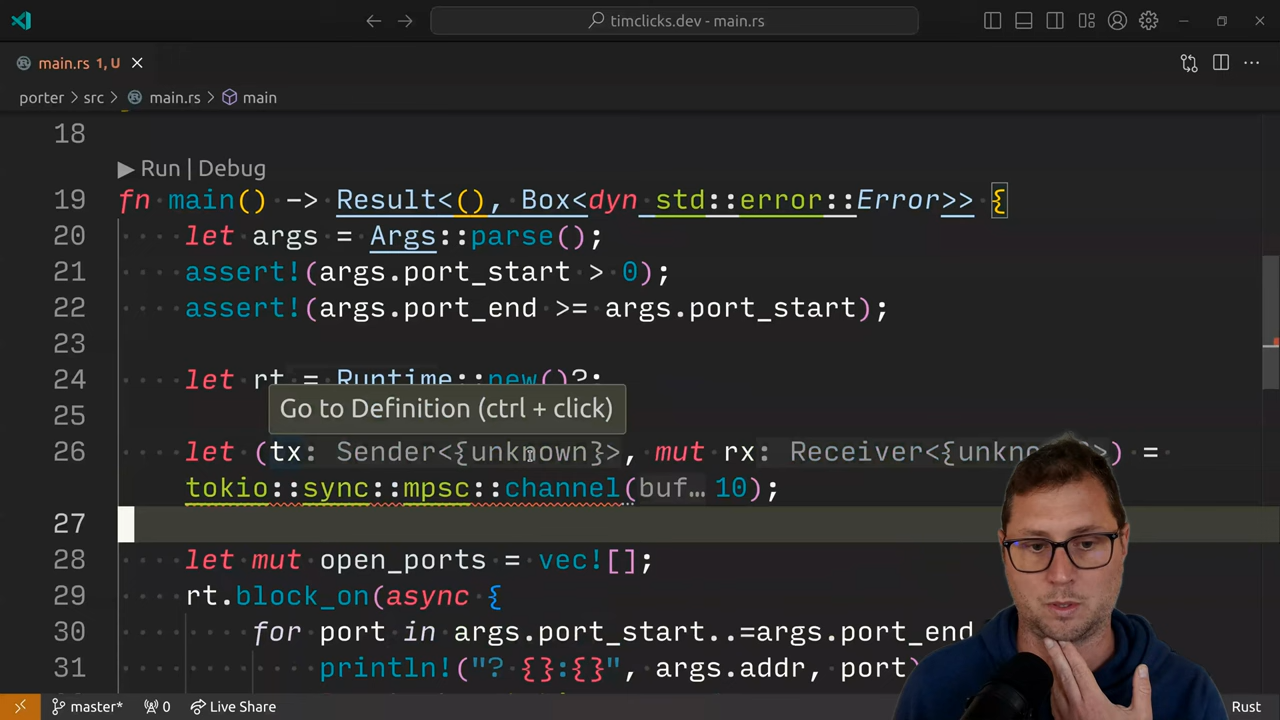 timclicks.dev - main.rs
main.rs 1, U
porter > src > main.rs > main
18
Run | Debug
19 fn main() -> Result<(), Box<dyn std::error::Error>> {
20 let args = Args::parse();
21 assert!(args.port_start > 0);
22 assert!(args.port_end >= args.port_start);
23
24 let rt = Runtime::new()?;
25
Go to Definition (ctrl + click)
26 let (tx: Sender<{unknown}>, mut rx: Receiver<{unkno >) =
tokio::sync::mpsc::channel(buf… 10);
27
28 let mut open_ports = vec![];
29 rt.block_on(async {
30 for port in args.port_start..=args.port_end
31 println!("? {}:{}", args.addr, port)
master* 0 Live Share Rust